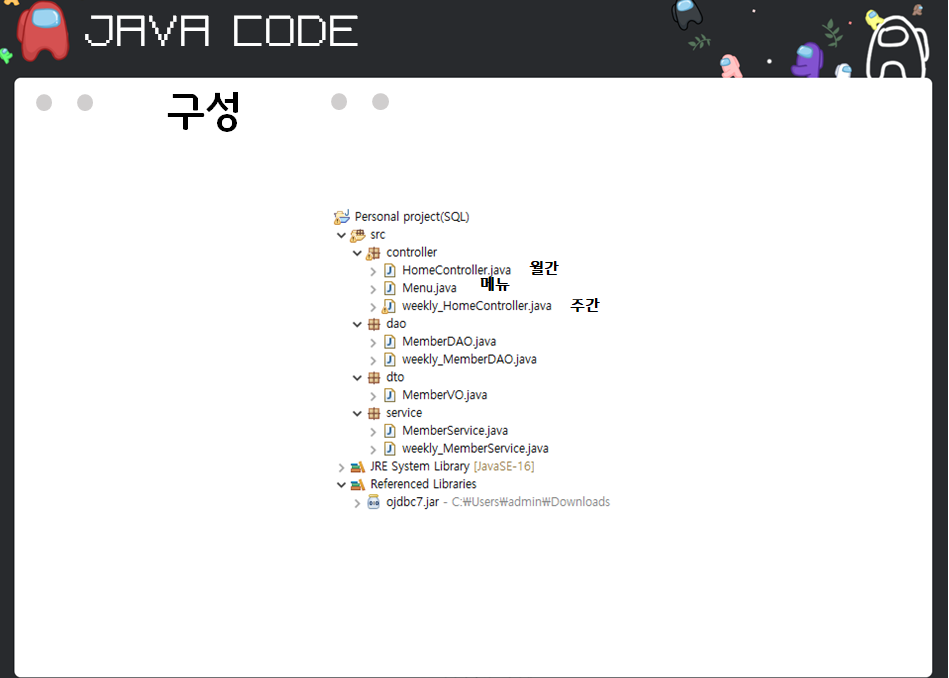 JAVA CODE
구성
Personal project(SQL)
src
controller
HomeController.java 월간
Menu.java 메뉴
weekly_HomeController.java 주간
dao
MemberDAO.java
weekly_MemberDAO.java
dto
MemberVO.java
service
MemberService.java
weekly_MemberService.java
JRE System Library [JavaSE-16]
Referenced Libraries
ojdbc7.jar - C:₩Users₩admin₩Downloads